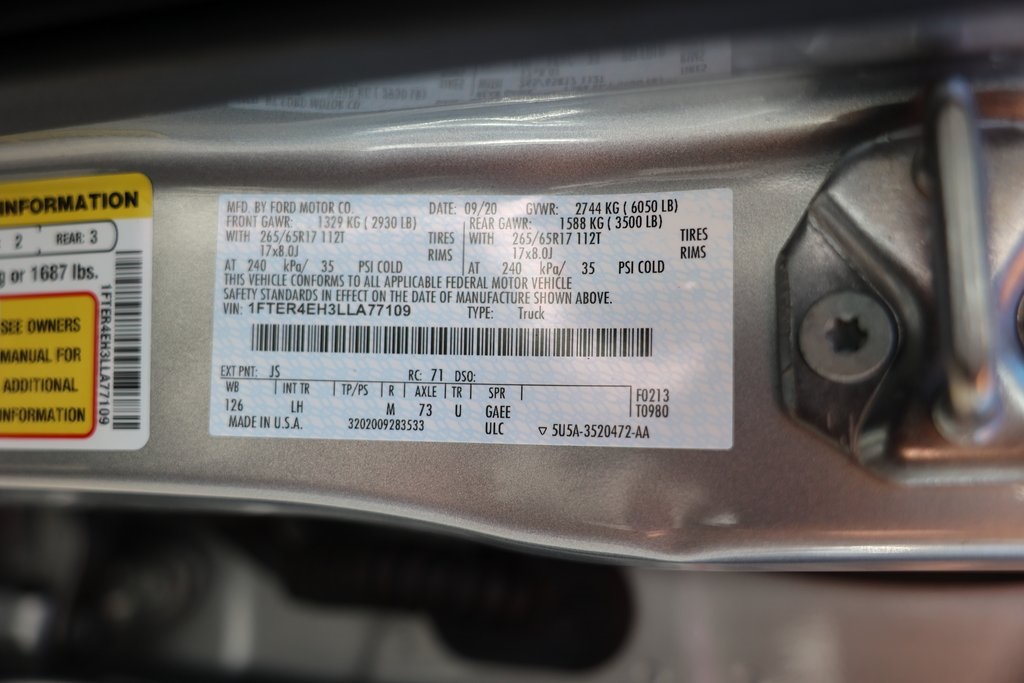 INFORMATION
2 REAR: 3
or 1687 lbs.
SEE OWNERS
MANUAL FOR
ADDITIONAL
INFORMATION
1FTER4EH3LLA77109
MFD. BY FORD MOTOR CO. DATE: 09/20 GVWR: 2744 KG ( 6050 LB)
FRONT GAWR: 1329 KG ( 2930 LB) REAR GAWR: 1588 KG ( 3500 LB)
WITH 265/65R17 112T TIRES WITH 265/65R17 112T TIRES
17x8.0J RIMS 17x8.0J RIMS
AT 240 kPa/ 35 PSI COLD AT 240 kPa/ 35 PSI COLD
THIS VEHICLE CONFORMS TO ALL APPLICABLE FEDERAL MOTOR VEHICLE
SAFETY STANDARDS IN EFFECT ON THE DATE OF MANUFACTURE SHOWN ABOVE.
VIN: 1FTER4EH3LLA77109 TYPE: Truck
EXT PNT: JS RC: 71 DSO:
WB INT TR TP/PS R AXLE TR SPR F0213
126 LH M 73 U GAEE T0980
MADE IN U.S.A. 3202009283533 ULC ▽ 5U5A-3520472-AA